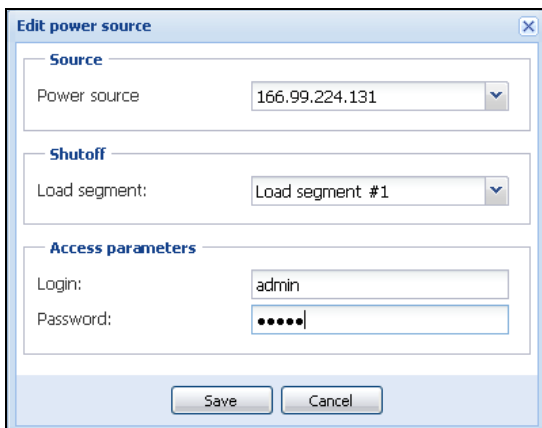 Edit power source
Source
Power source 166.99.224.131
Shutoff
Load segment: Load segment #1
Access parameters
Login: admin
Password: •••••
Save Cancel